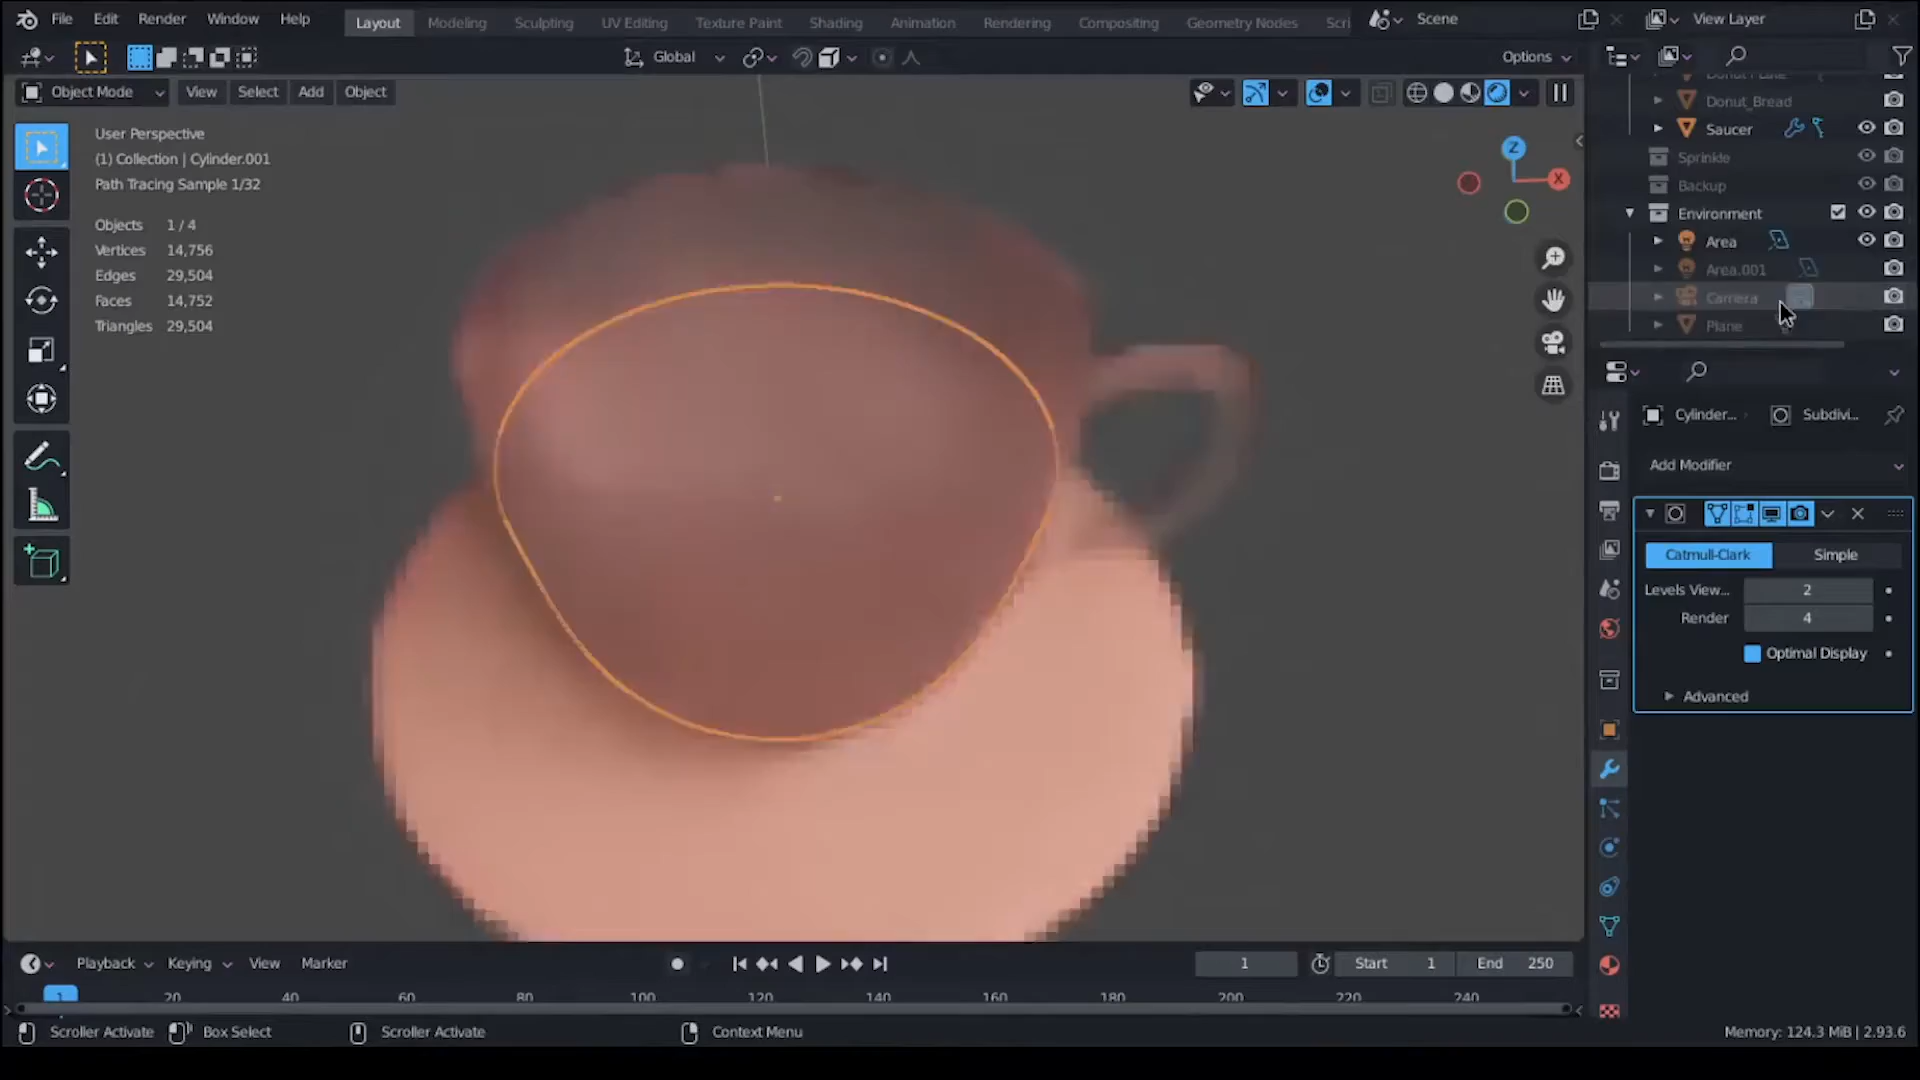 File Edit Render Window Help Layout Modeling Sculpting UV Editing Texture Paint Shading Animation Rendering Compositing Geometry Nodes Scri Scene View Layer
Global Options
Object Mode View Select Add Object
User Perspective
(1) Collection | Cylinder.001
Path Tracing Sample 1/32
Objects 1 / 4
Vertices 14,756
Edges 29,504
Faces 14,752
Triangles 29,504
Z
X
Donut_Bread
Saucer
Sprinkle
Backup
Environment
Area
Area.001
Camera
Plane
Cylinder... Subdivi...
Add Modifier
Catmull-Clark Simple
Levels View... 2
Render 4
Optimal Display
Advanced
Playback Keying View Marker 1 Start 1 End 250
1 20 40 60 80 100 120 140 160 180 200 220 240
Scroller Activate Box Select Scroller Activate Context Menu Memory: 124.3 MiB | 2.93.6